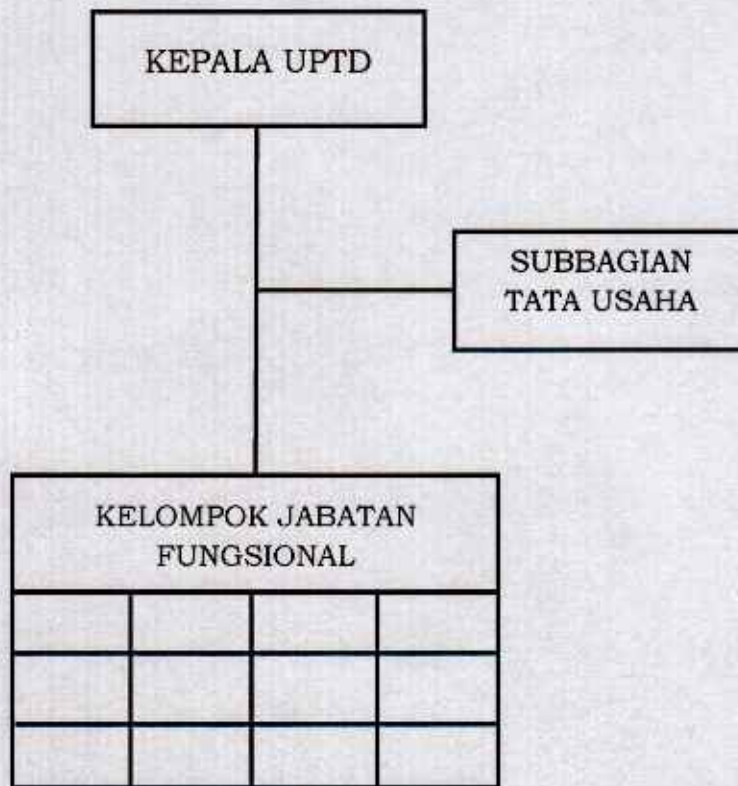 KEPALA UPTD
SUBBAGIAN
TATA USAHA
KELOMPOK JABATAN
FUNGSIONAL